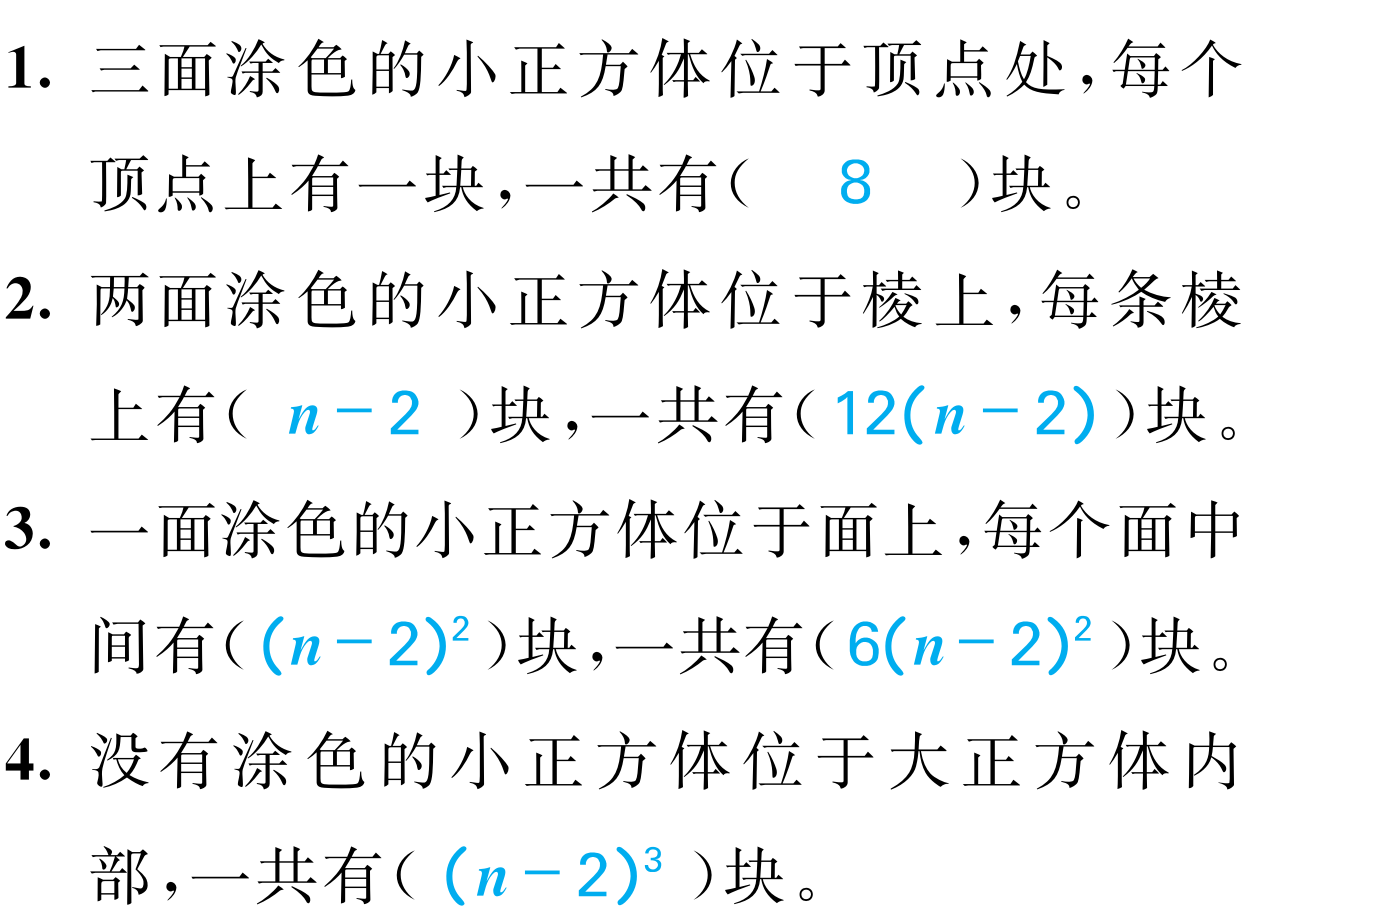 1. 三面涂色的小正方体位于顶点处,每个
顶点上有一块,一共有( 8 )块。
2. 两面涂色的小正方体位于棱上,每条棱
上有( n-2 )块,一共有(12(n-2))块。
3. 一面涂色的小正方体位于面上,每个面中
间有((n-2)²)块,一共有(6(n-2)²)块。
4. 没有涂色的小正方体位于大正方体内
部,一共有( (n-2)³ )块。